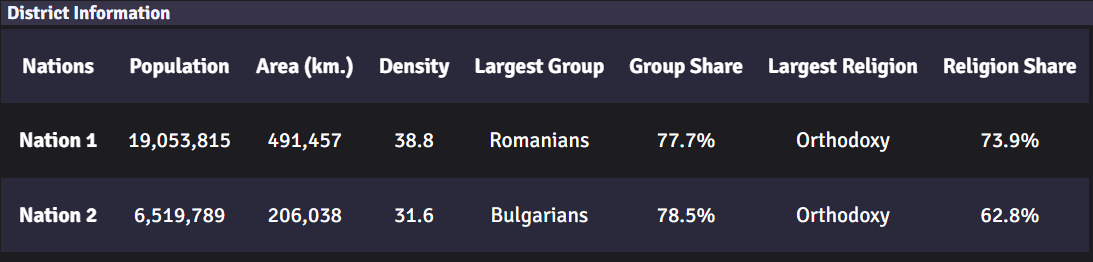 District Information
Nations Population Area (km.) Density Largest Group Group Share Largest Religion Religion Share
Nation 1 19,053,815 491,457 38.8 Romanians 77.7% Orthodoxy 73.9%
Nation 2 6,519,789 206,038 31.6 Bulgarians 78.5% Orthodoxy 62.8%